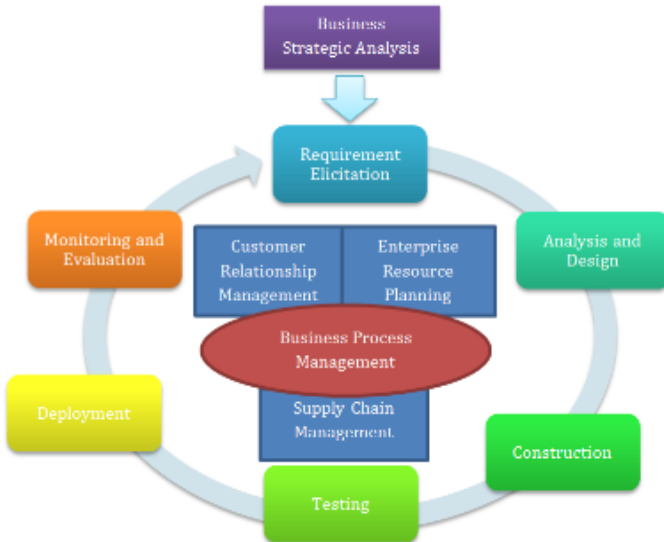 Business
Strategic Analysis
Requirement
Elicitation
Monitoring and
Evaluation
Customer
Relationship
Management
Enterprise
Resource
Planning
Analysis and
Design
Business Process
Management
Deployment
Supply Chain
Management
Construction
Testing